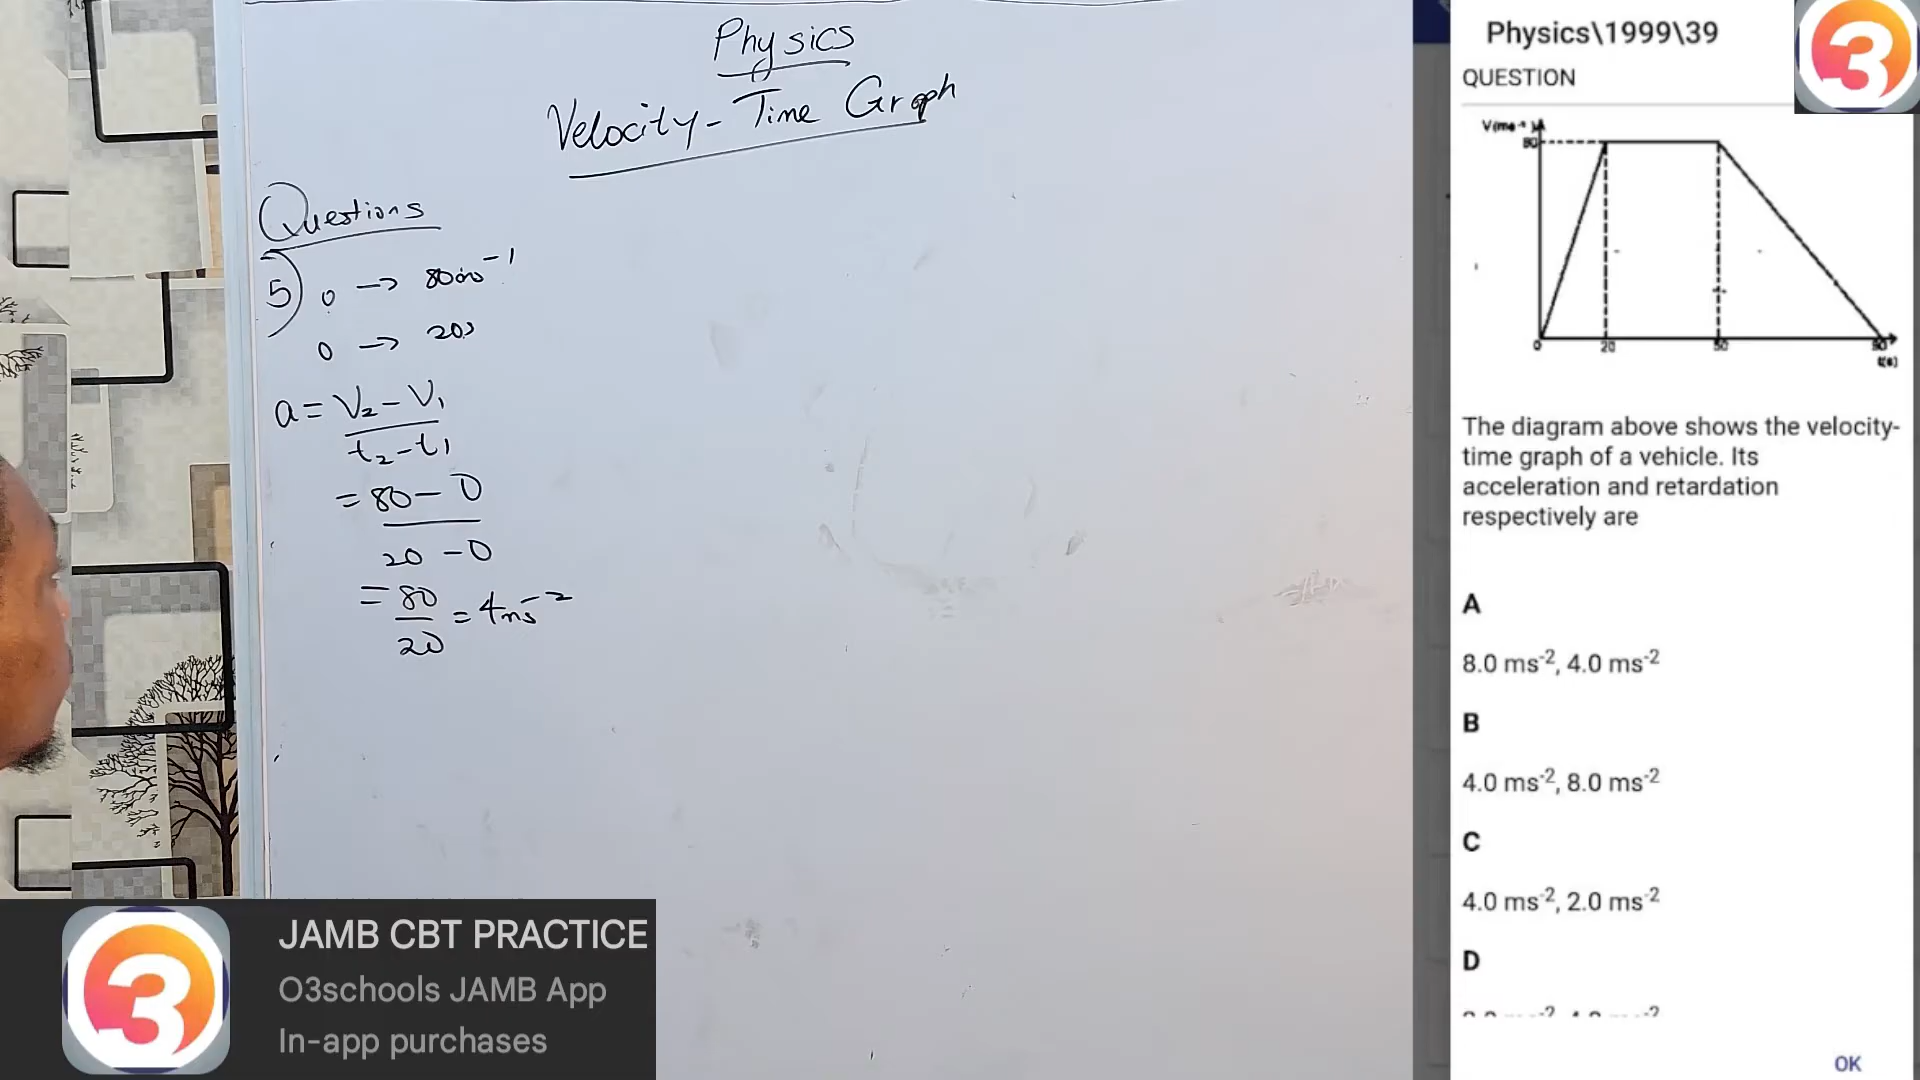 Physics
Velocity - Time Graph
Questions
5) 0 → 80ms⁻¹
0 → 20s
a = V₂ - V₁
t₂ - t₁
= 80 - 0
20 - 0
= 80
20
= 4ms⁻²
JAMB CBT PRACTICE
O3schools JAMB App
In-app purchases
Physics\1999\39
3
QUESTION
80
0 20 50
t(s)
The diagram above shows the velocity-
time graph of a vehicle. Its
acceleration and retardation
respectively are
A
8.0 ms⁻², 4.0 ms⁻²
B
4.0 ms⁻², 8.0 ms⁻²
C
4.0 ms⁻², 2.0 ms⁻²
D
OK
3